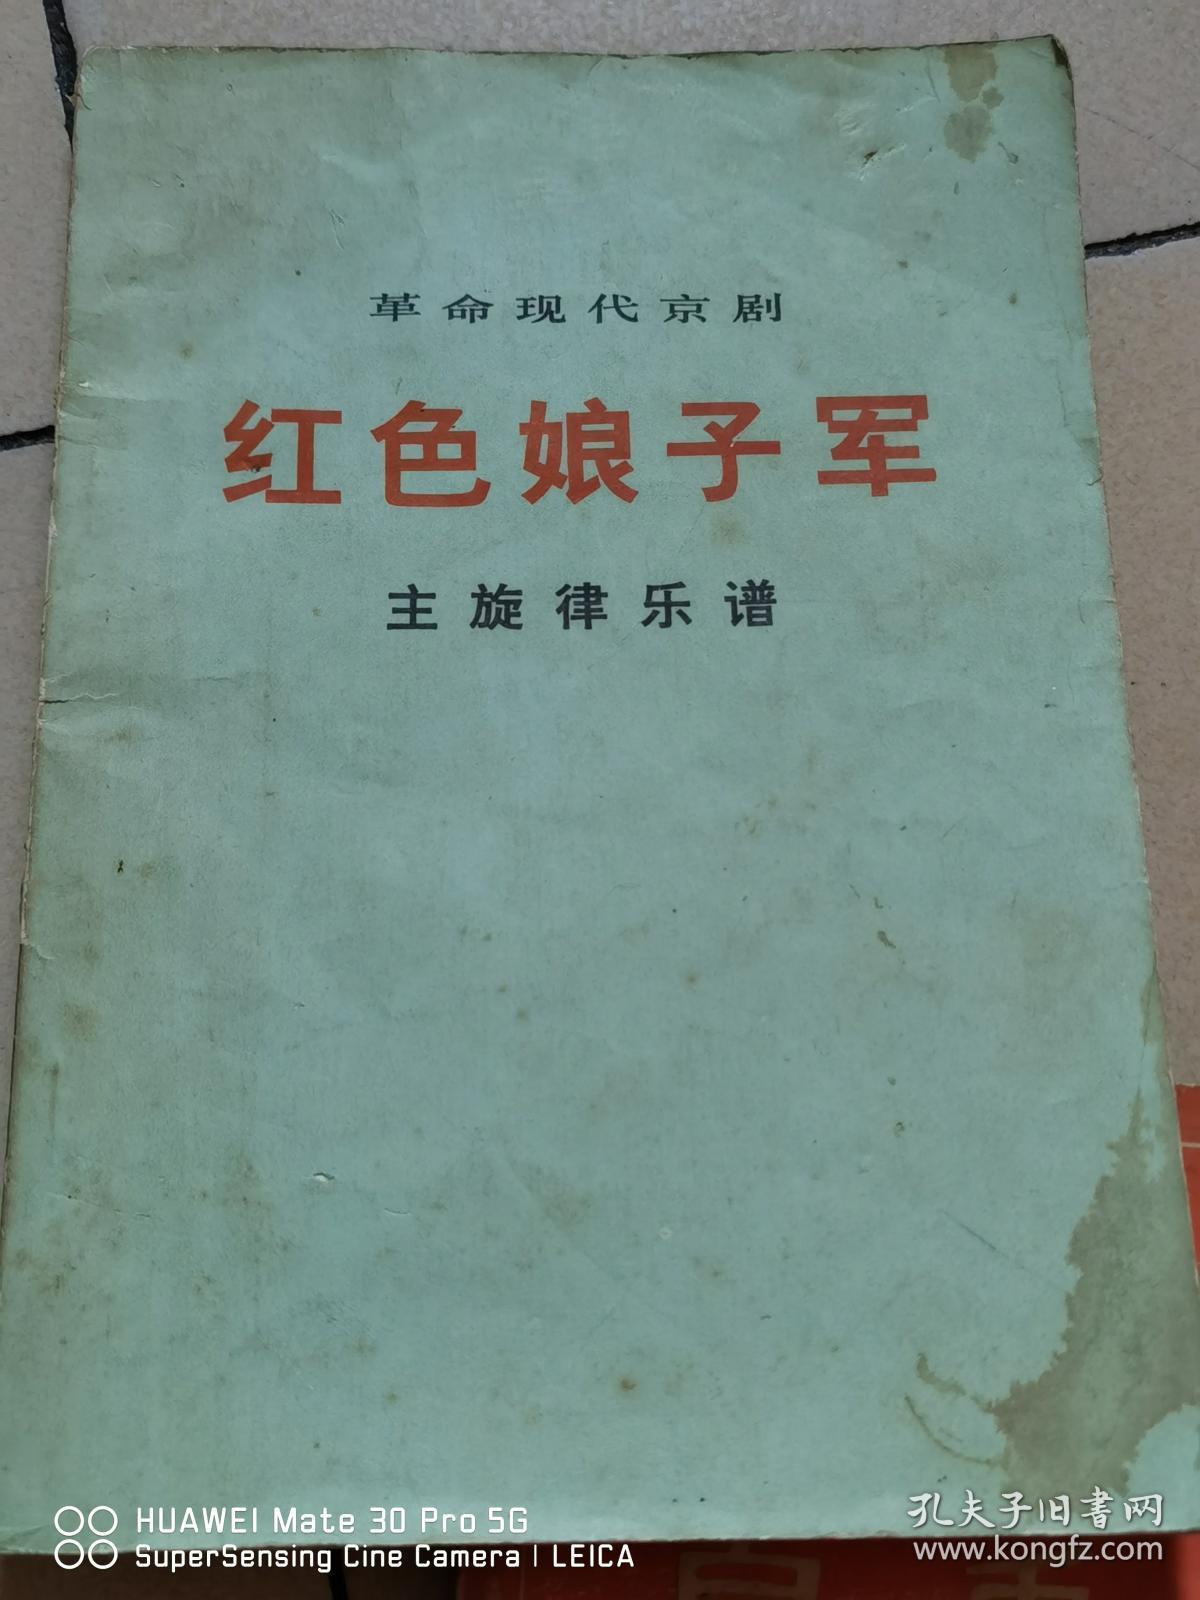 革命现代京剧
红色娘子军
主旋律乐谱
HUAWEI Mate 30 Pro 5G
SuperSensing Cine Camera | LEICA
孔夫子旧書网
www.kongfz.com